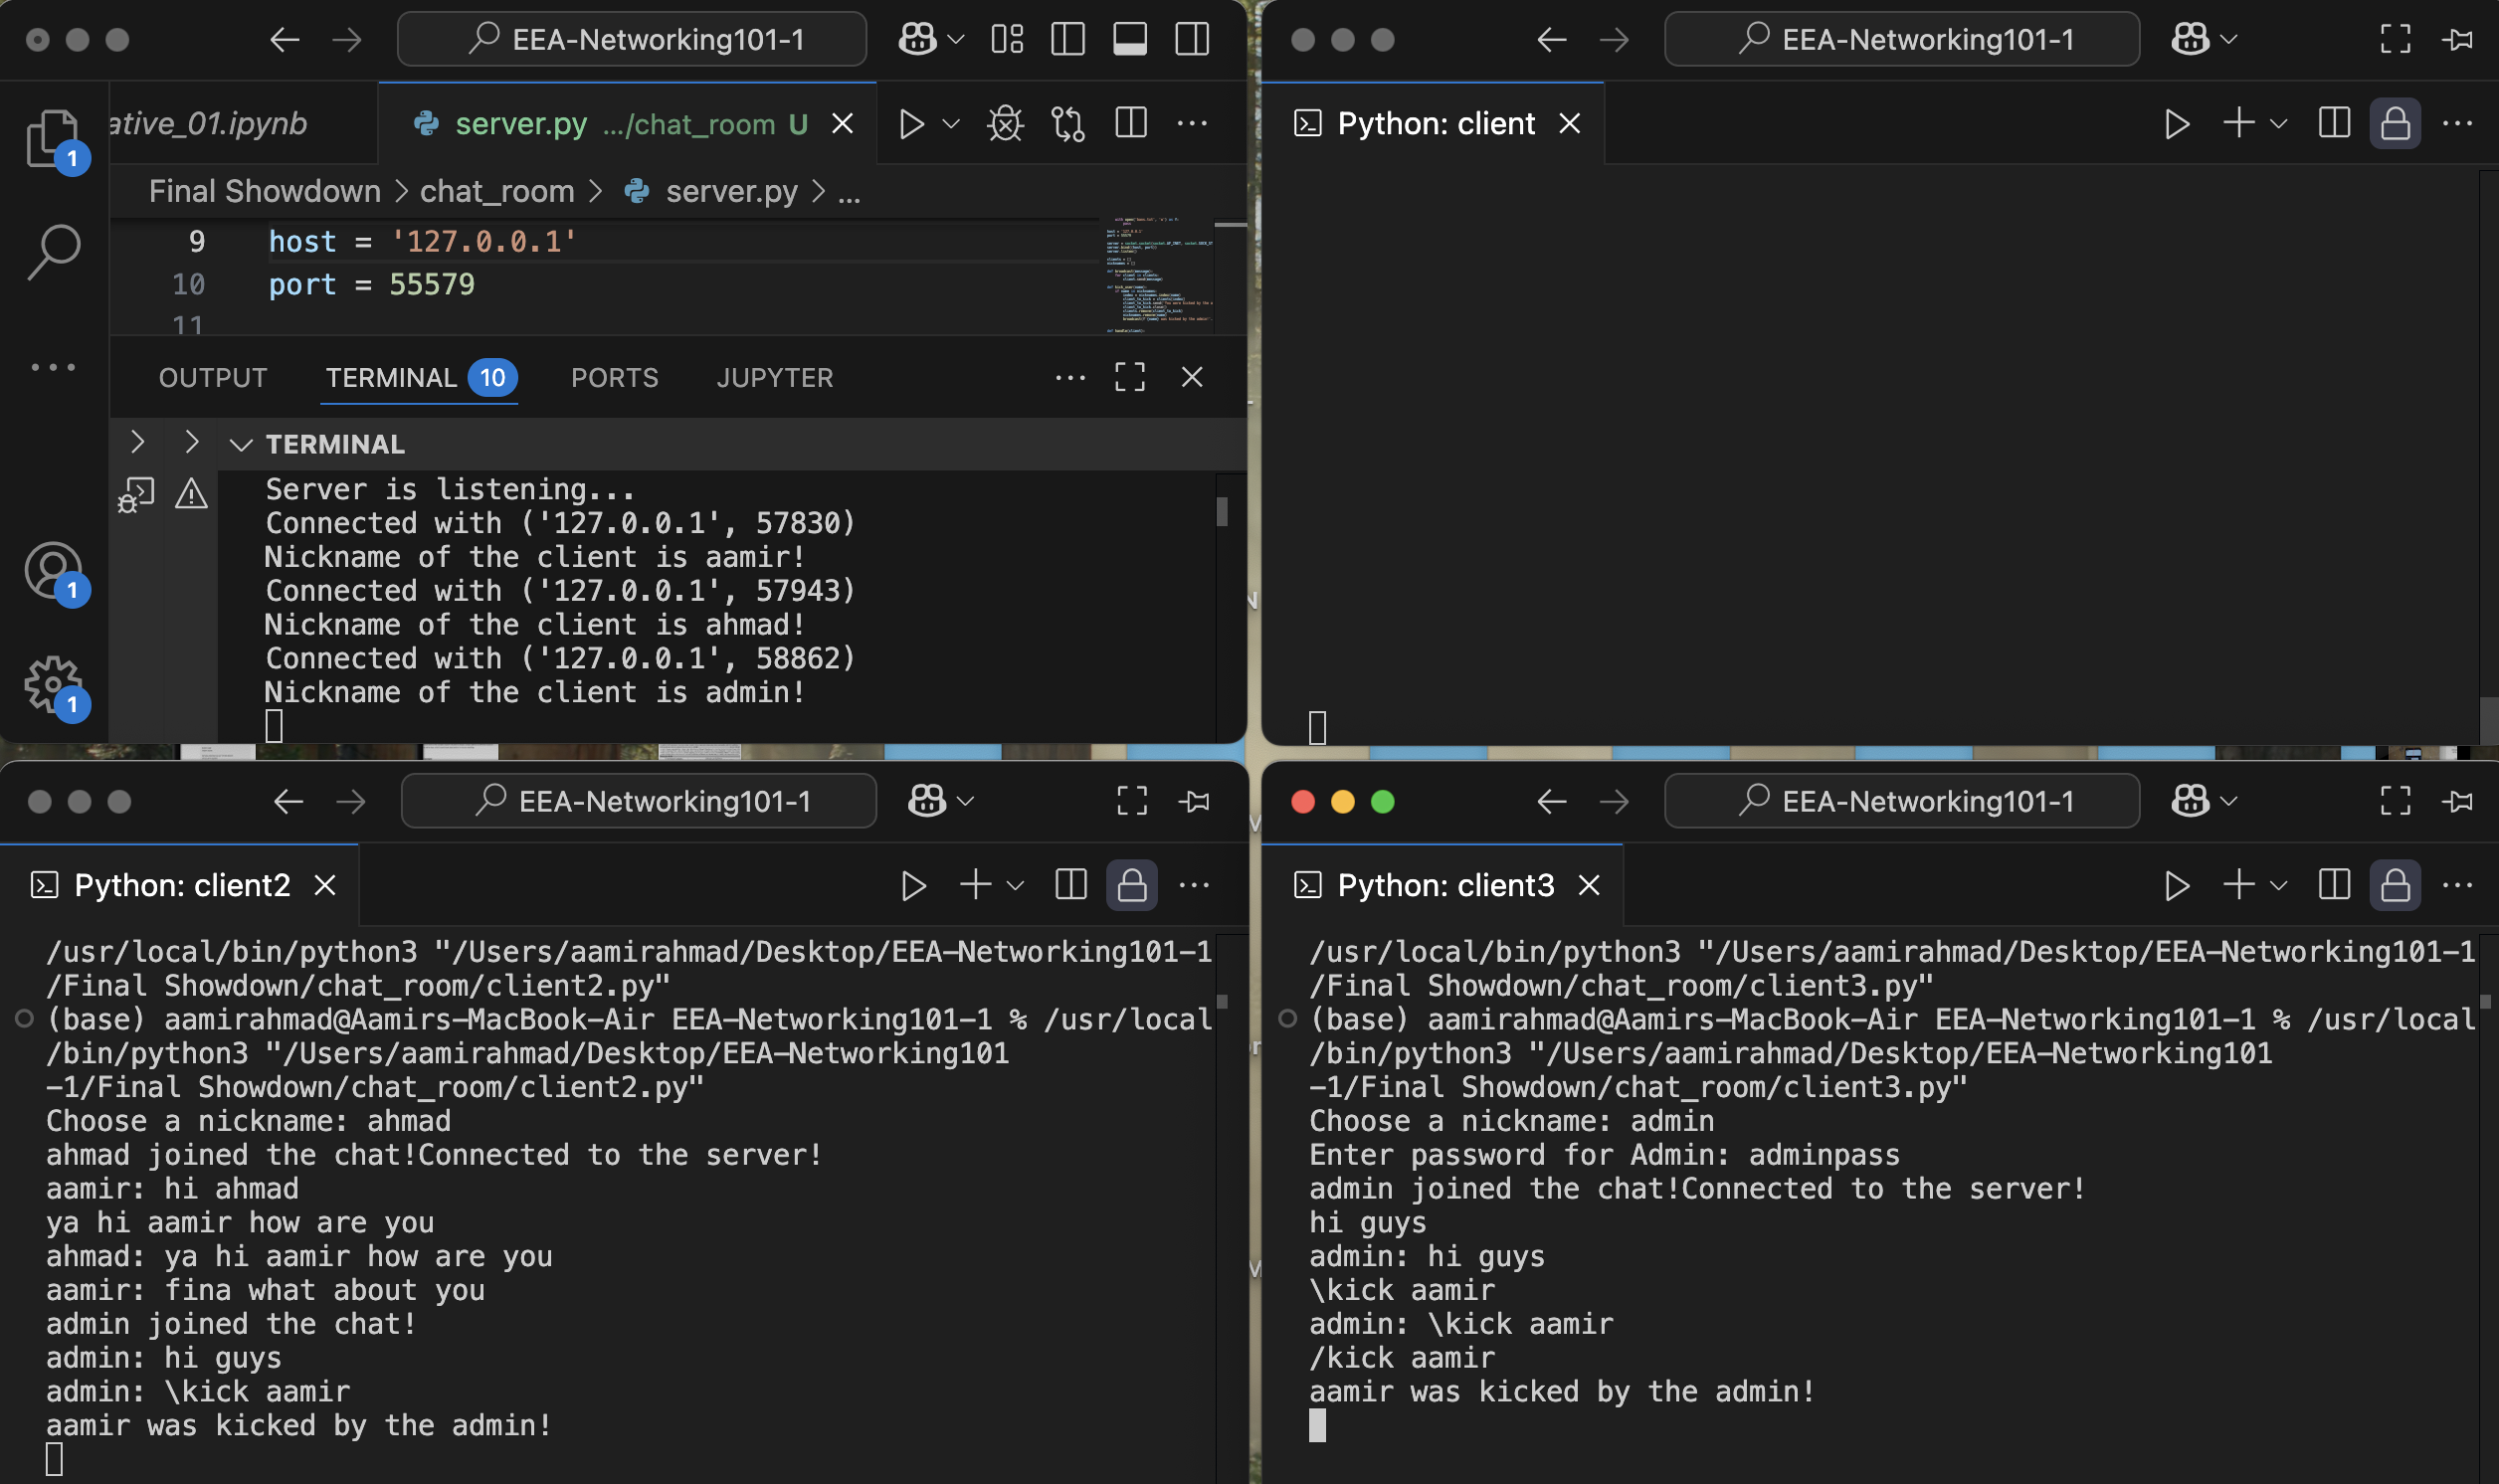 EEA-Networking101-1
ative_01.ipynb
server.py .../chat_room U
Final Showdown > chat_room > server.py > ...
9 host = '127.0.0.1'
10 port = 55579
11
OUTPUT TERMINAL 10 PORTS JUPYTER
TERMINAL
Server is listening...
Connected with ('127.0.0.1', 57830)
Nickname of the client is aamir!
Connected with ('127.0.0.1', 57943)
Nickname of the client is ahmad!
Connected with ('127.0.0.1', 58862)
Nickname of the client is admin!
1
1
1
EEA-Networking101-1
Python: client
EEA-Networking101-1
Python: client2
/usr/local/bin/python3 "/Users/aamirahmad/Desktop/EEA-Networking101-1
/Final Showdown/chat_room/client2.py"
(base) aamirahmad@Aamirs-MacBook-Air EEA-Networking101-1 % /usr/local
/bin/python3 "/Users/aamirahmad/Desktop/EEA-Networking101
-1/Final Showdown/chat_room/client2.py"
Choose a nickname: ahmad
ahmad joined the chat!Connected to the server!
aamir: hi ahmad
ya hi aamir how are you
ahmad: ya hi aamir how are you
aamir: fina what about you
admin joined the chat!
admin: hi guys
admin: \kick aamir
aamir was kicked by the admin!
EEA-Networking101-1
Python: client3
/usr/local/bin/python3 "/Users/aamirahmad/Desktop/EEA-Networking101-1
/Final Showdown/chat_room/client3.py"
(base) aamirahmad@Aamirs-MacBook-Air EEA-Networking101-1 % /usr/local
/bin/python3 "/Users/aamirahmad/Desktop/EEA-Networking101
-1/Final Showdown/chat_room/client3.py"
Choose a nickname: admin
Enter password for Admin: adminpass
admin joined the chat!Connected to the server!
hi guys
admin: hi guys
\kick aamir
admin: \kick aamir
/kick aamir
aamir was kicked by the admin!